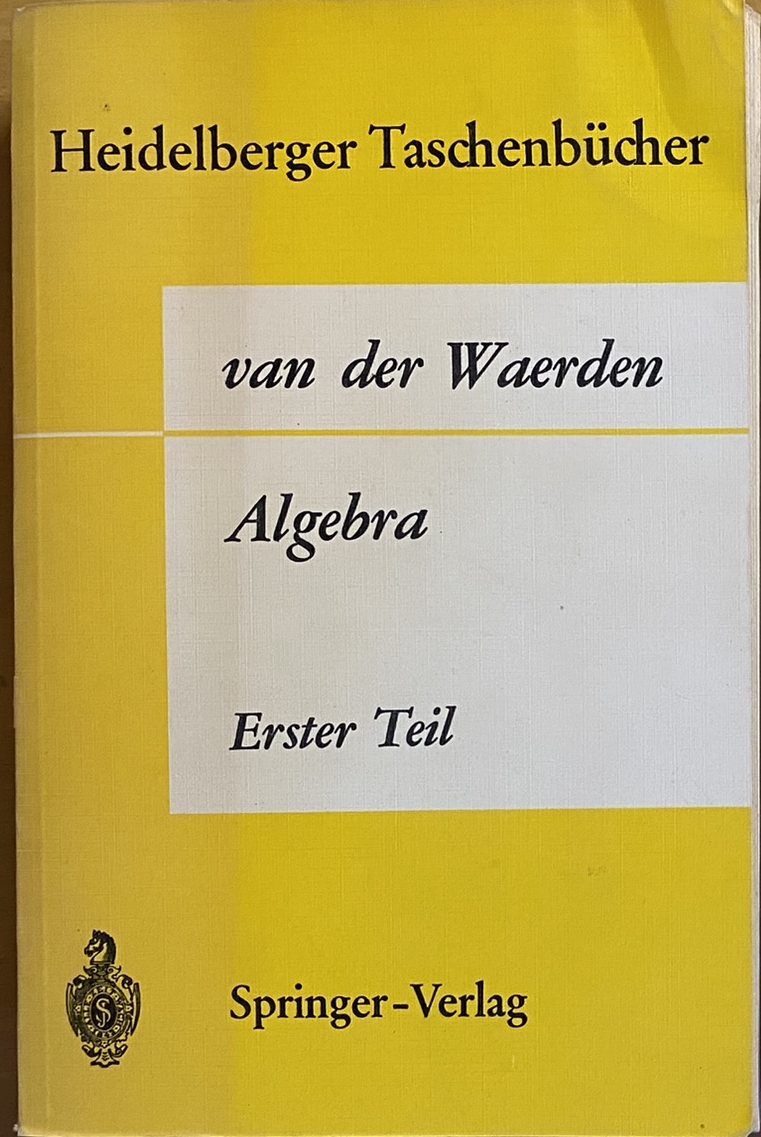 Heidelberger Taschenbücher
van der Waerden
Algebra
Erster Teil
Springer-Verlag